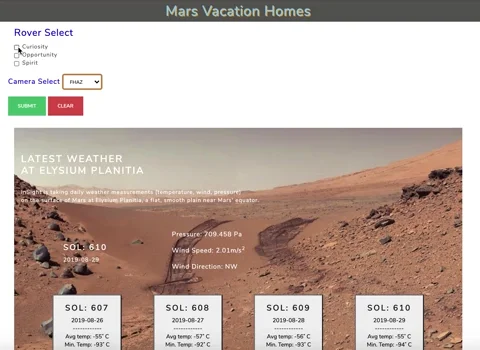 Mars Vacation Homes
Rover Select
Curiosity
Opportunity
Spirit
Camera Select FHAZ
SUBMIT CLEAR
LATEST WEATHER
AT ELYSIUM PLANITIA
InSight is taking daily weather measurements (temperature, wind, pressure)
on the surface of Mars at Elysium Planitia, a flat, smooth plain near Mars' equator.
SOL: 610
2019-08-29
Pressure: 709.458 Pa
Wind Speed: 2.01m/s²
Wind Direction: NW
SOL: 607
2019-08-26
------------
Avg temp: -55° C
Min. Temp: -93° C
SOL: 608
2019-08-27
------------
Avg temp: -57° C
Min. Temp: -92° C
SOL: 609
2019-08-28
------------
Avg temp: -56° C
Min. Temp: -93° C
SOL: 610
2019-08-29
------------
Avg temp: -55° C
Min. Temp: -94° C